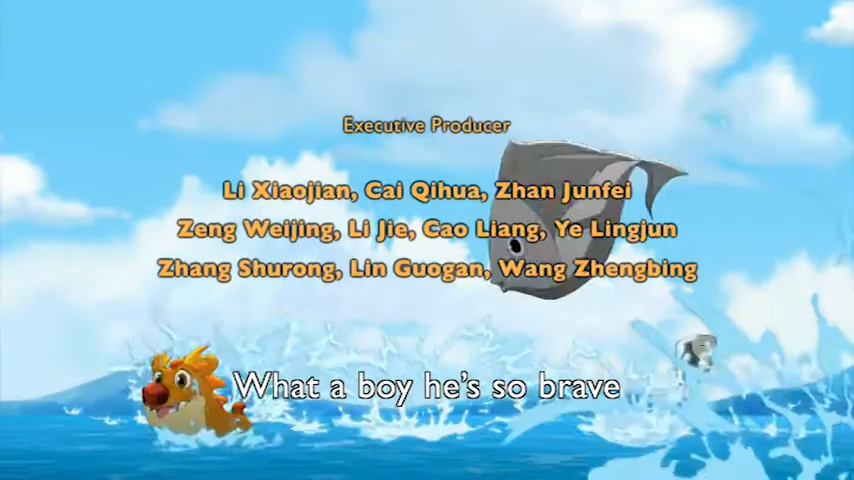 Executive Producer
Li Xiaojian, Cai Qihua, Zhan Junfei
Zeng Weijing, Li Jie, Cao Liang, Ye Lingjun
Zhang Shurong, Lin Guogan, Wang Zhengbing
What a boy he's so brave